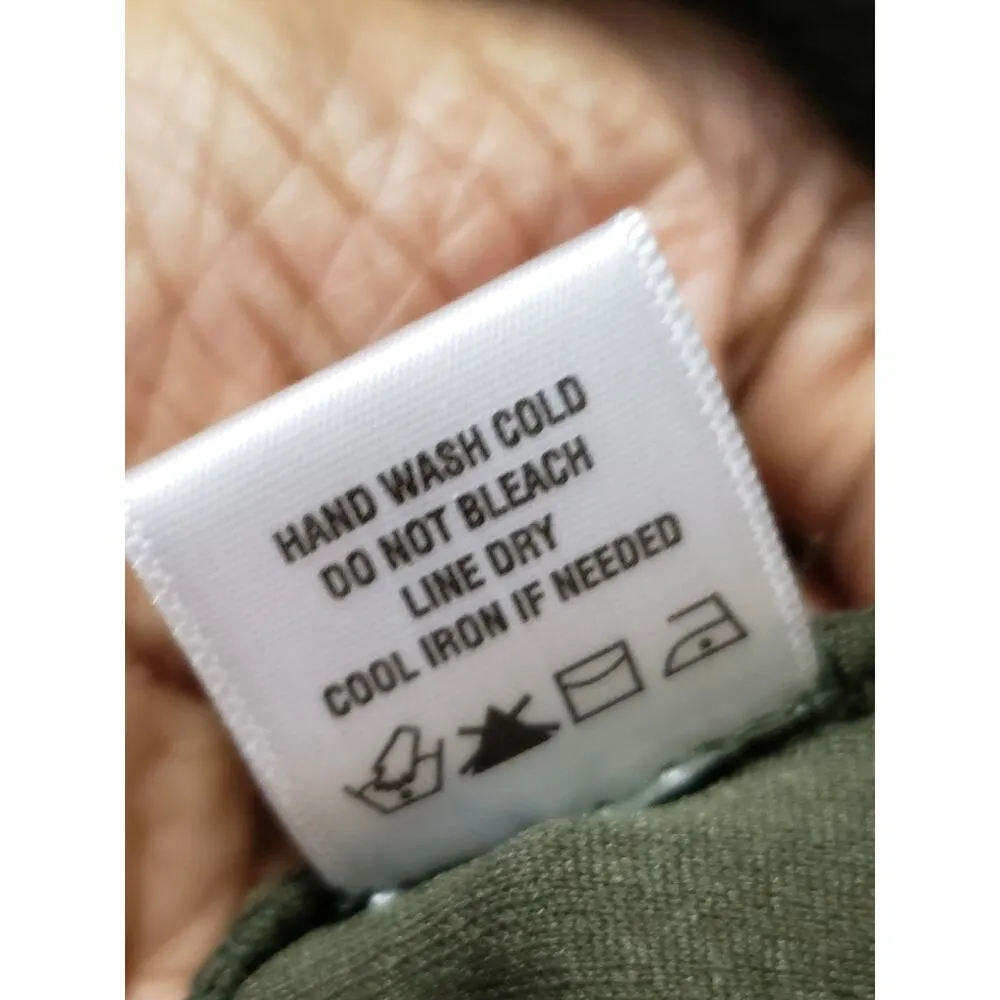 HAND WASH COLD
DO NOT BLEACH
LINE DRY
COOL IRON IF NEEDED